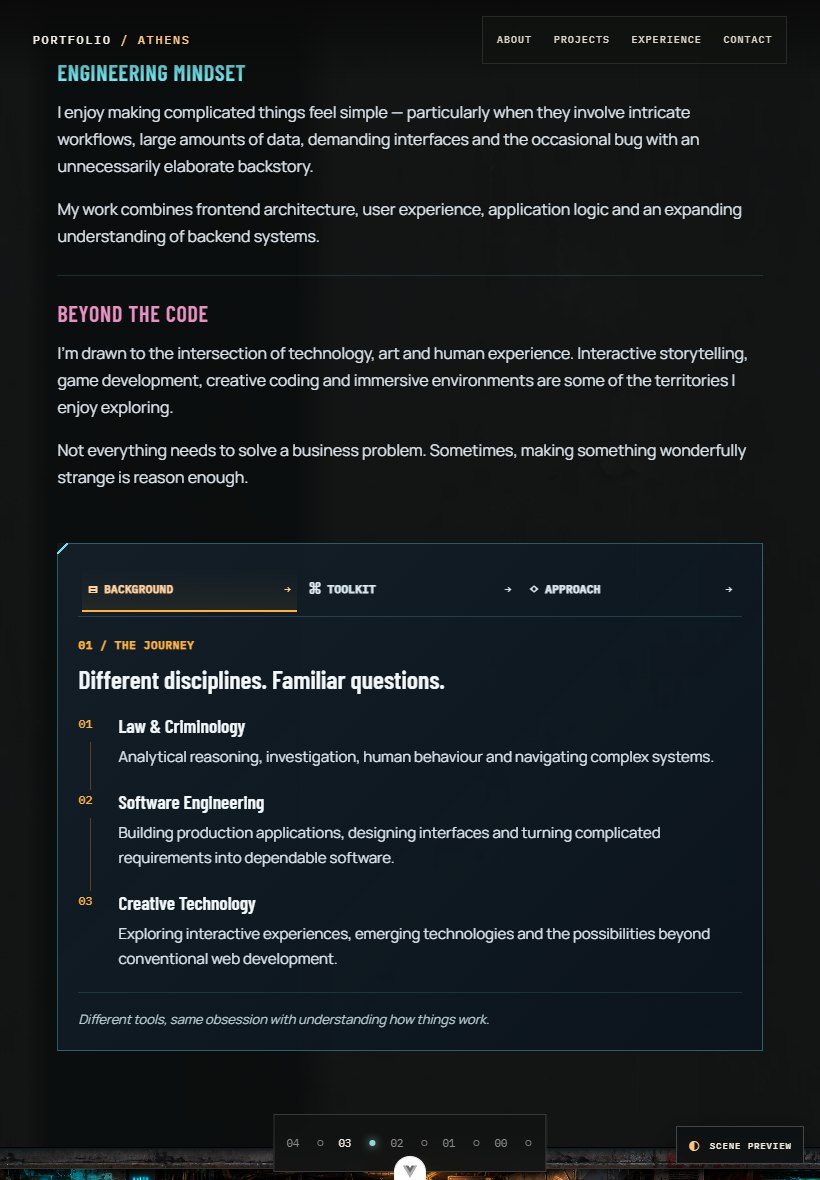 PORTFOLIO / ATHENS
ABOUT PROJECTS EXPERIENCE CONTACT
ENGINEERING MINDSET
I enjoy making complicated things feel simple — particularly when they involve intricate
workflows, large amounts of data, demanding interfaces and the occasional bug with an
unnecessarily elaborate backstory.
My work combines frontend architecture, user experience, application logic and an expanding
understanding of backend systems.
BEYOND THE CODE
I'm drawn to the intersection of technology, art and human experience. Interactive storytelling,
game development, creative coding and immersive environments are some of the territories I
enjoy exploring.
Not everything needs to solve a business problem. Sometimes, making something wonderfully
strange is reason enough.
BACKGROUND → ⌘ TOOLKIT → ◇ APPROACH →
01 / THE JOURNEY
Different disciplines. Familiar questions.
01 Law & Criminology
Analytical reasoning, investigation, human behaviour and navigating complex systems.
02 Software Engineering
Building production applications, designing interfaces and turning complicated
requirements into dependable software.
03 Creative Technology
Exploring interactive experiences, emerging technologies and the possibilities beyond
conventional web development.
Different tools, same obsession with understanding how things work.
04 03 02 01 00
SCENE PREVIEW